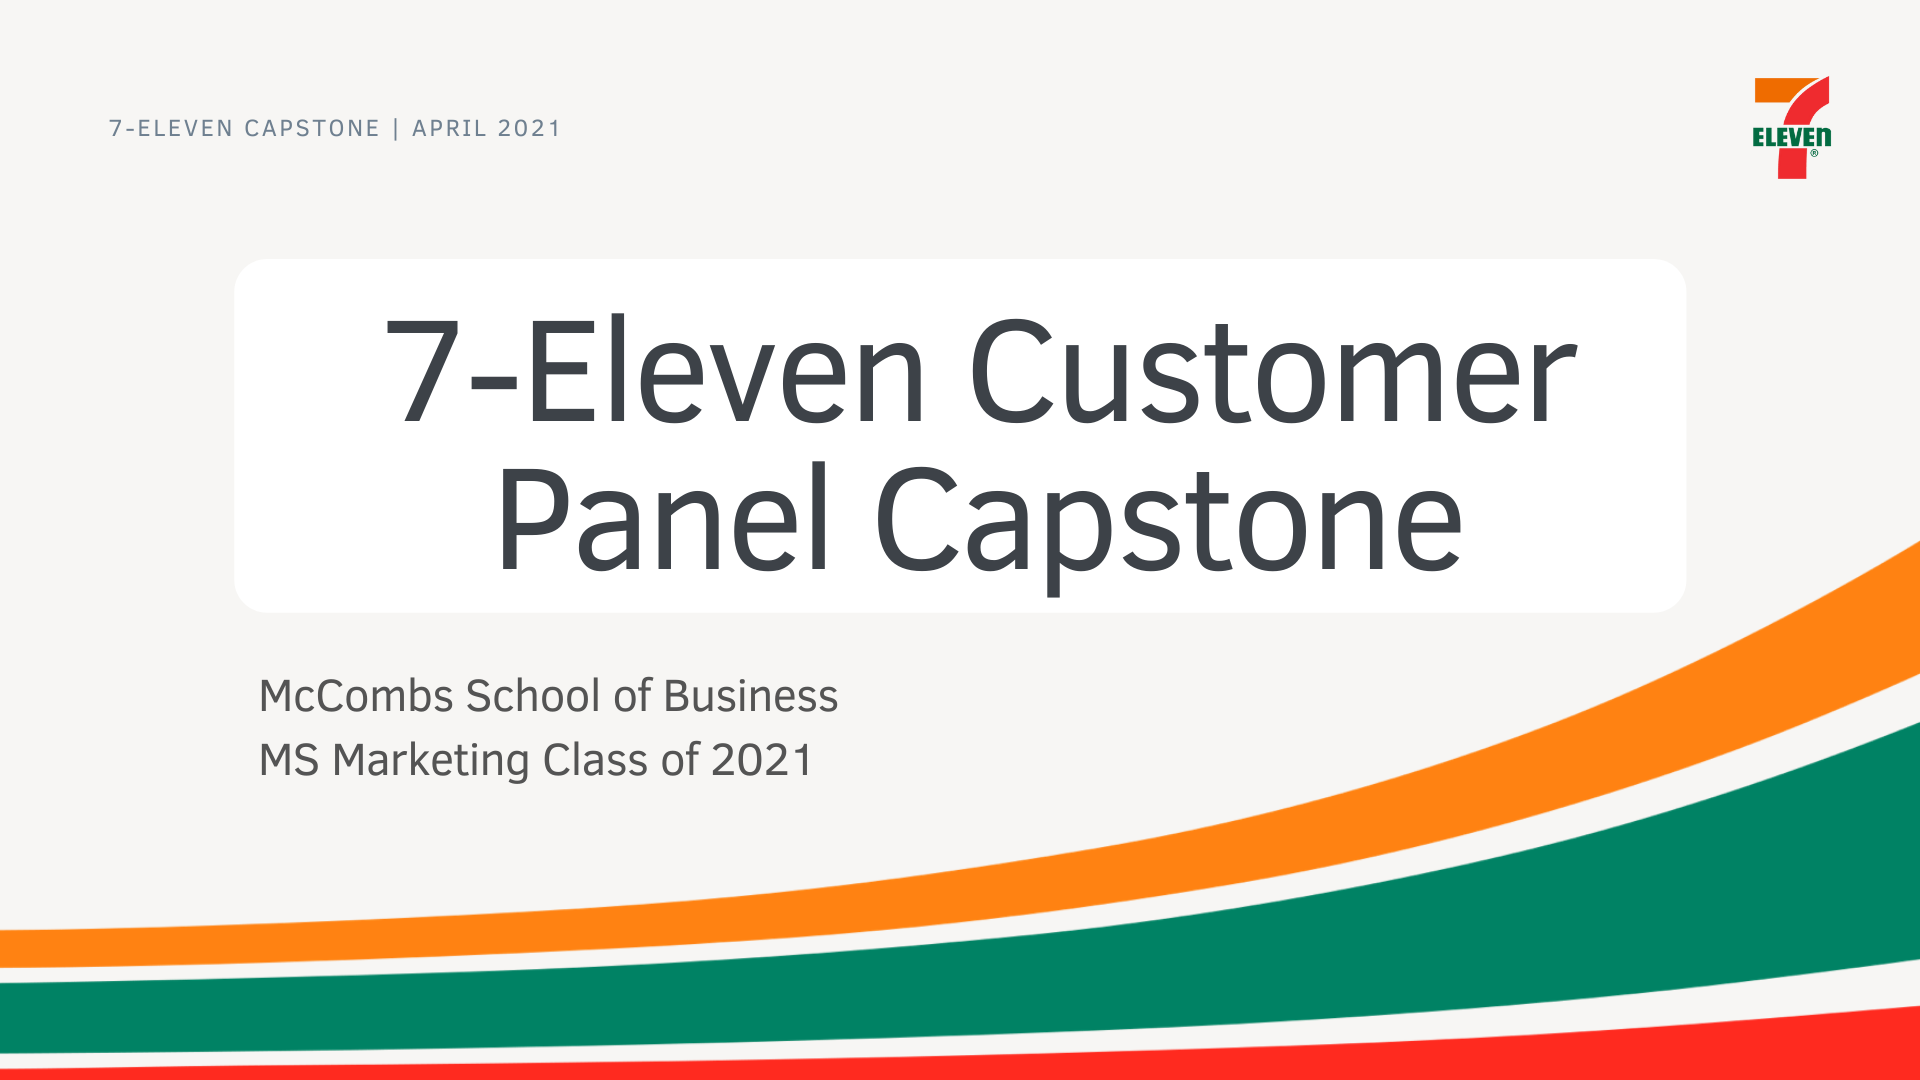 7-ELEVEN CAPSTONE | APRIL 2021
7
ELEVEn
®
7-Eleven Customer
Panel Capstone
McCombs School of Business
MS Marketing Class of 2021